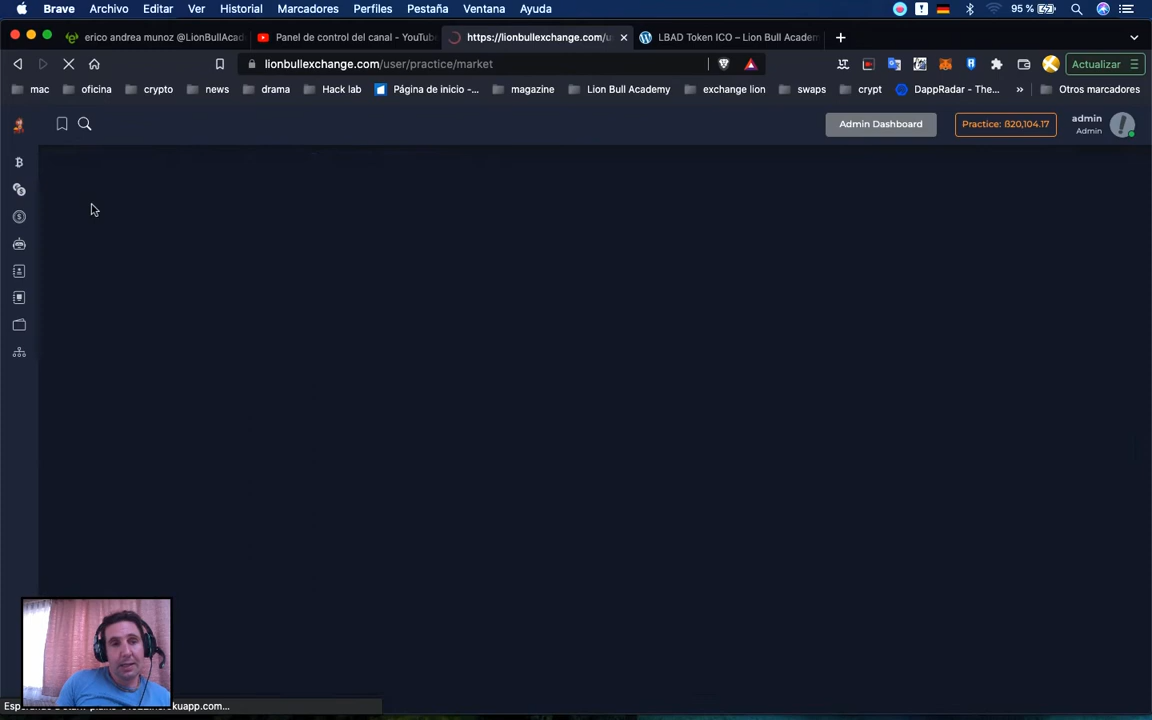 Brave Archivo Editar Ver Historial Marcadores Perfiles Pestaña Ventana Ayuda 95 %
erico andrea munoz @LionBullAcad Panel de control del canal - YouTube https://lionbullexchange.com/u LBAD Token ICO – Lion Bull Academ
lionbullexchange.com/user/practice/market Actualizar
mac oficina crypto news drama Hack lab Página de inicio -... magazine Lion Bull Academy exchange lion swaps crypt DappRadar - The... » Otros marcadores
Admin Dashboard Practice: ß20,104.17 admin
Admin